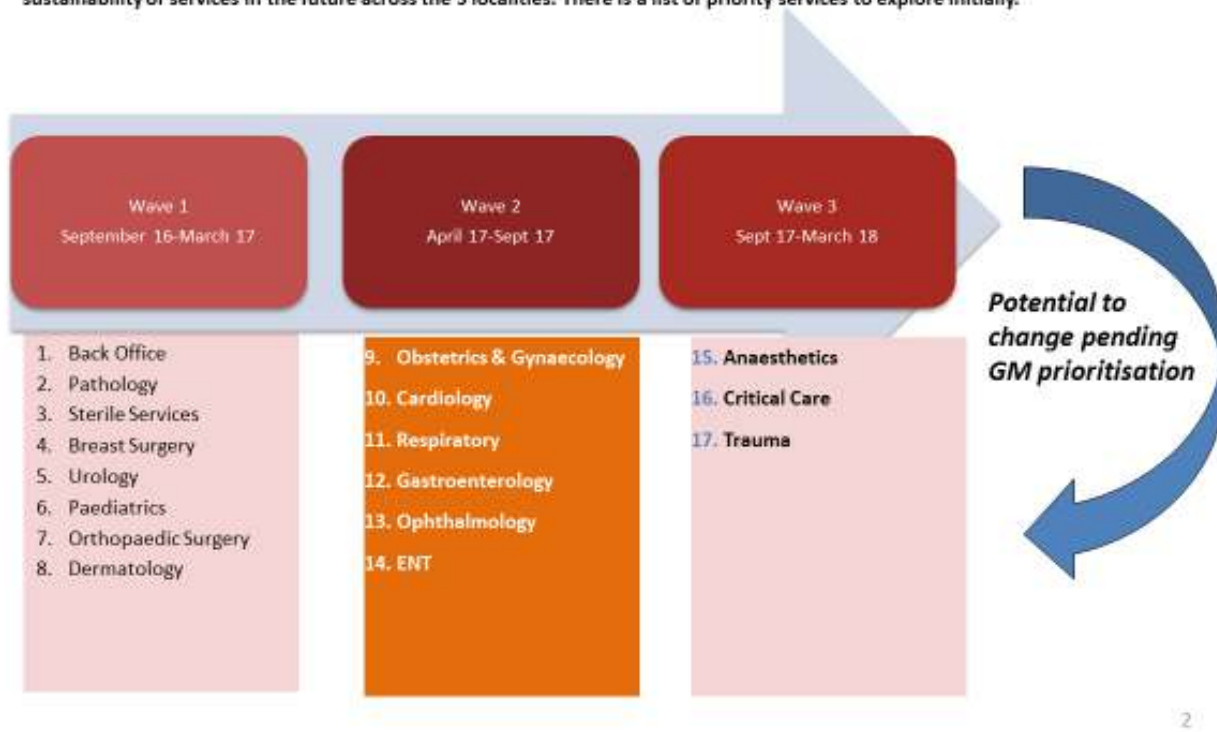 sustainability of services in the future across the 3 localities. There is a list of priority services to explore initially.
Wave 1
September 16-March 17
Wave 2
April 17-Sept 17
Wave 3
Sept 17-March 18
Potential to
change pending
GM prioritisation
1. Back Office
2. Pathology
3. Sterile Services
4. Breast Surgery
5. Urology
6. Paediatrics
7. Orthopaedic Surgery
8. Dermatology
9. Obstetrics & Gynaecology
10. Cardiology
11. Respiratory
12. Gastroenterology
13. Ophthalmology
14. ENT
15. Anaesthetics
16. Critical Care
17. Trauma
2